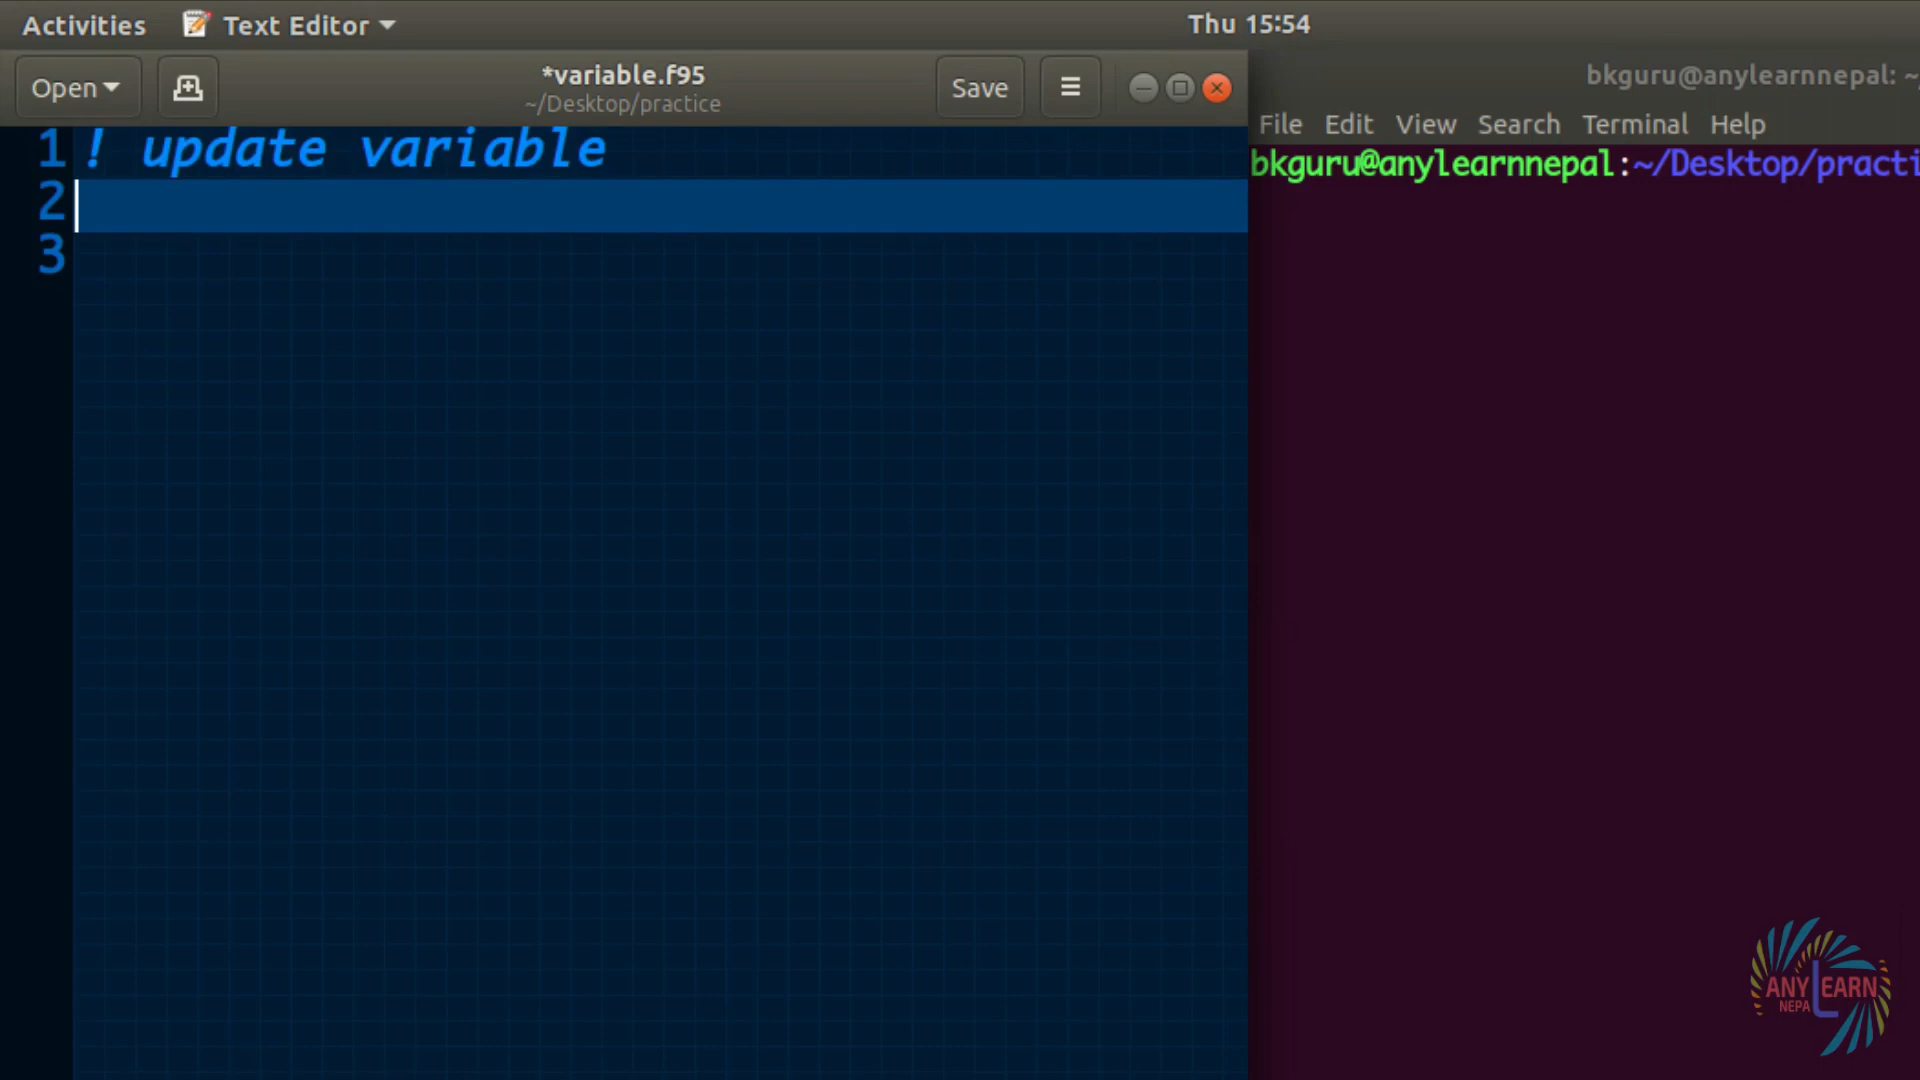 Activities Text Editor Thu 15:54
Open *variable.f95 Save
~/Desktop/practice
bkguru@anylearnnepal: ~
File Edit View Search Terminal Help
1 ! update variable
2
3
bkguru@anylearnnepal:~/Desktop/practi
ANY LEARN
NEPAL